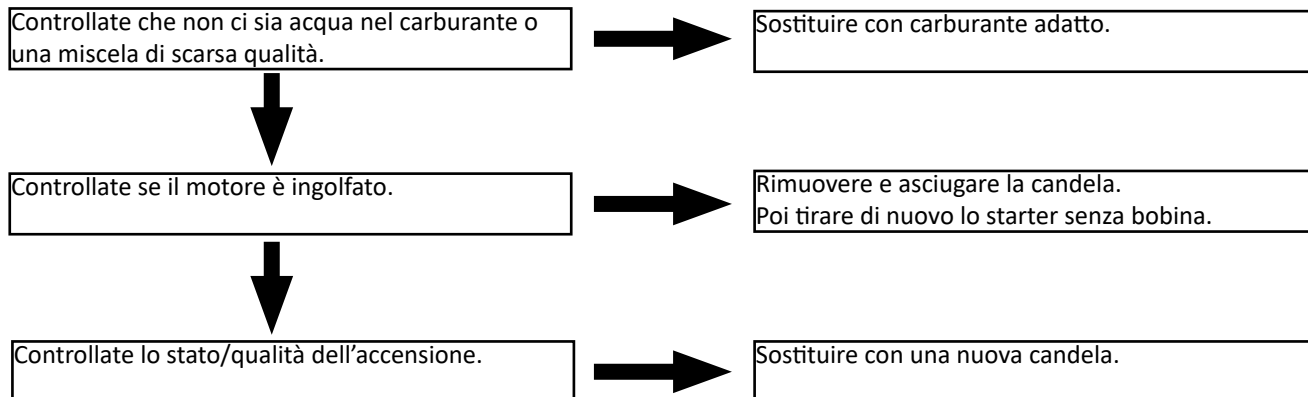 Controllate che non ci sia acqua nel carburante o
una miscela di scarsa qualità.
Sostituire con carburante adatto.
Controllate se il motore è ingolfato.
Rimuovere e asciugare la candela.
Poi tirare di nuovo lo starter senza bobina.
Controllate lo stato/qualità dell’accensione.
Sostituire con una nuova candela.